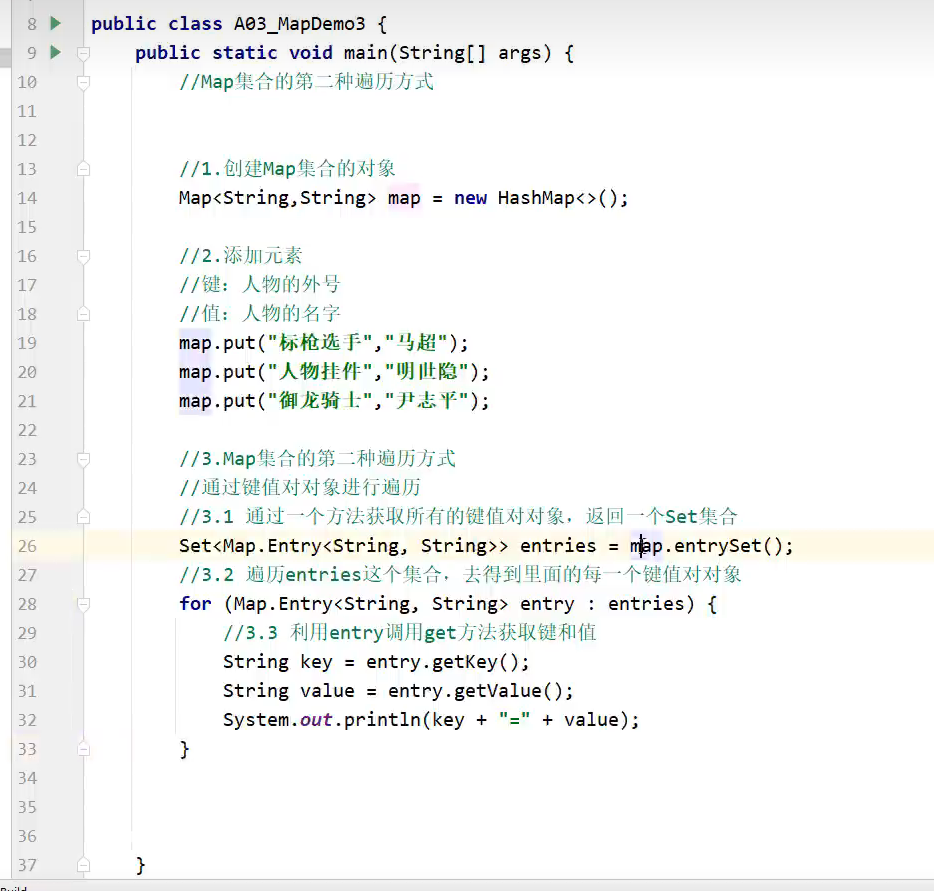 8 public class A03_MapDemo3 {
9 public static void main(String[] args) {
10 //Map集合的第二种遍历方式
11
12
13 //1.创建Map集合的对象
14 Map<String,String> map = new HashMap<>();
15
16 //2.添加元素
17 //键：人物的外号
18 //值：人物的名字
19 map.put("标枪选手","马超");
20 map.put("人物挂件","明世隐");
21 map.put("御龙骑士","尹志平");
22
23 //3.Map集合的第二种遍历方式
24 //通过键值对对象进行遍历
25 //3.1 通过一个方法获取所有的键值对对象，返回一个Set集合
26 Set<Map.Entry<String, String>> entries = map.entrySet();
27 //3.2 遍历entries这个集合，去得到里面的每一个键值对对象
28 for (Map.Entry<String, String> entry : entries) {
29 //3.3 利用entry调用get方法获取键和值
30 String key = entry.getKey();
31 String value = entry.getValue();
32 System.out.println(key + "=" + value);
33 }
34
35
36
37 }